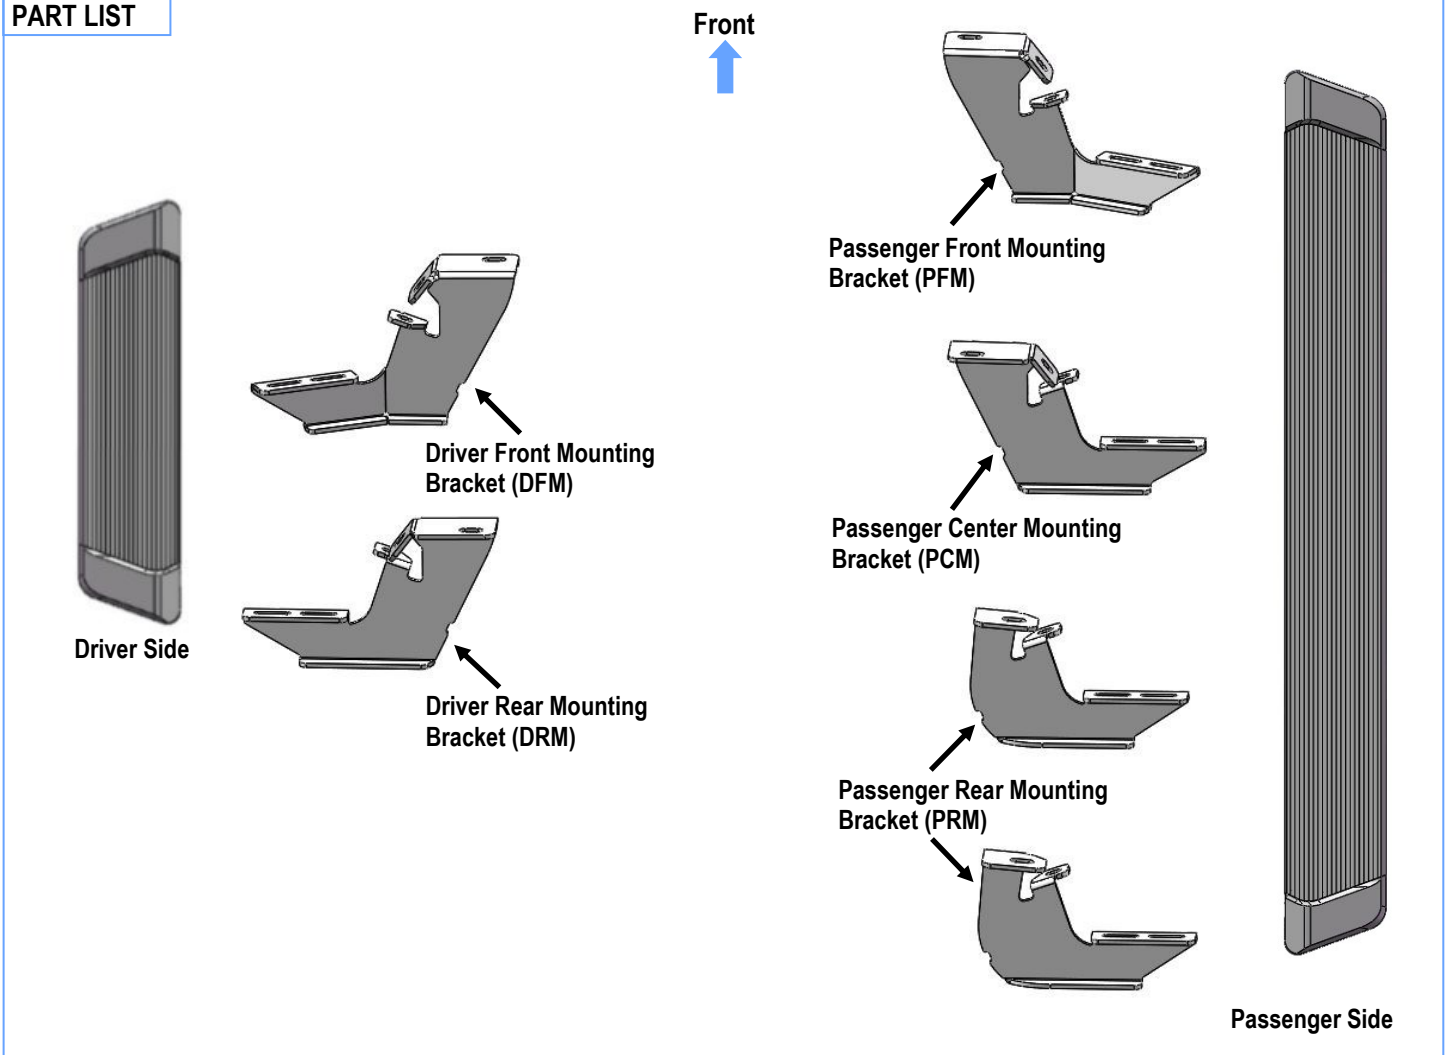 PART LIST
Front
Passenger Front Mounting
Bracket (PFM)
Driver Front Mounting
Bracket (DFM)
Passenger Center Mounting
Bracket (PCM)
Driver Side
Driver Rear Mounting
Bracket (DRM)
Passenger Rear Mounting
Bracket (PRM)
Passenger Side